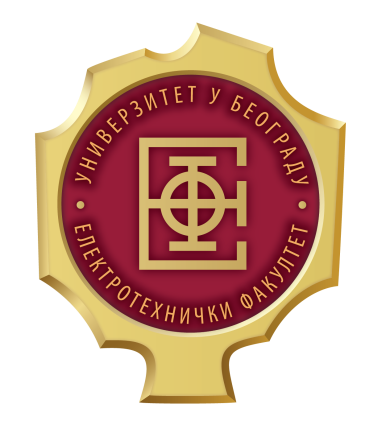 УНИВЕРЗИТЕТ У БЕОГРАДУ
ЕЛЕКТРОТЕХНИЧКИ ФАКУЛТЕТ